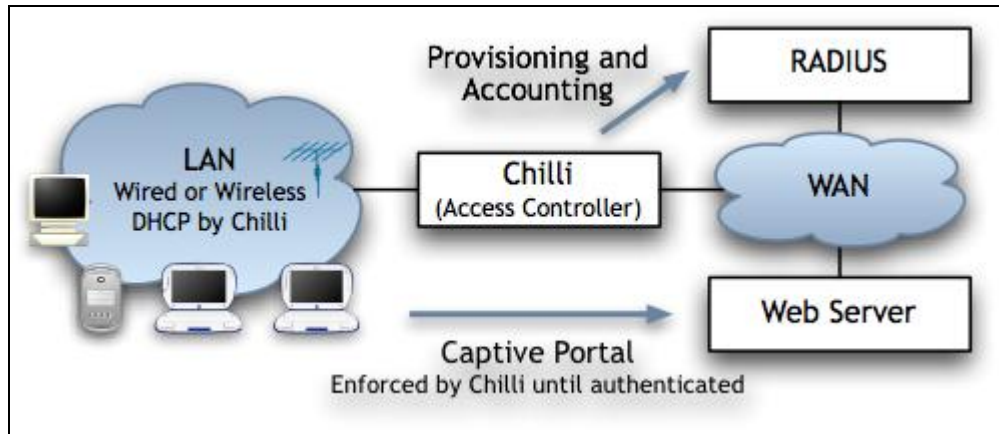 Provisioning and
Accounting
RADIUS
LAN
Wired or Wireless
DHCP by Chilli
Chilli
(Access Controller)
WAN
Web Server
Captive Portal
Enforced by Chilli until authenticated